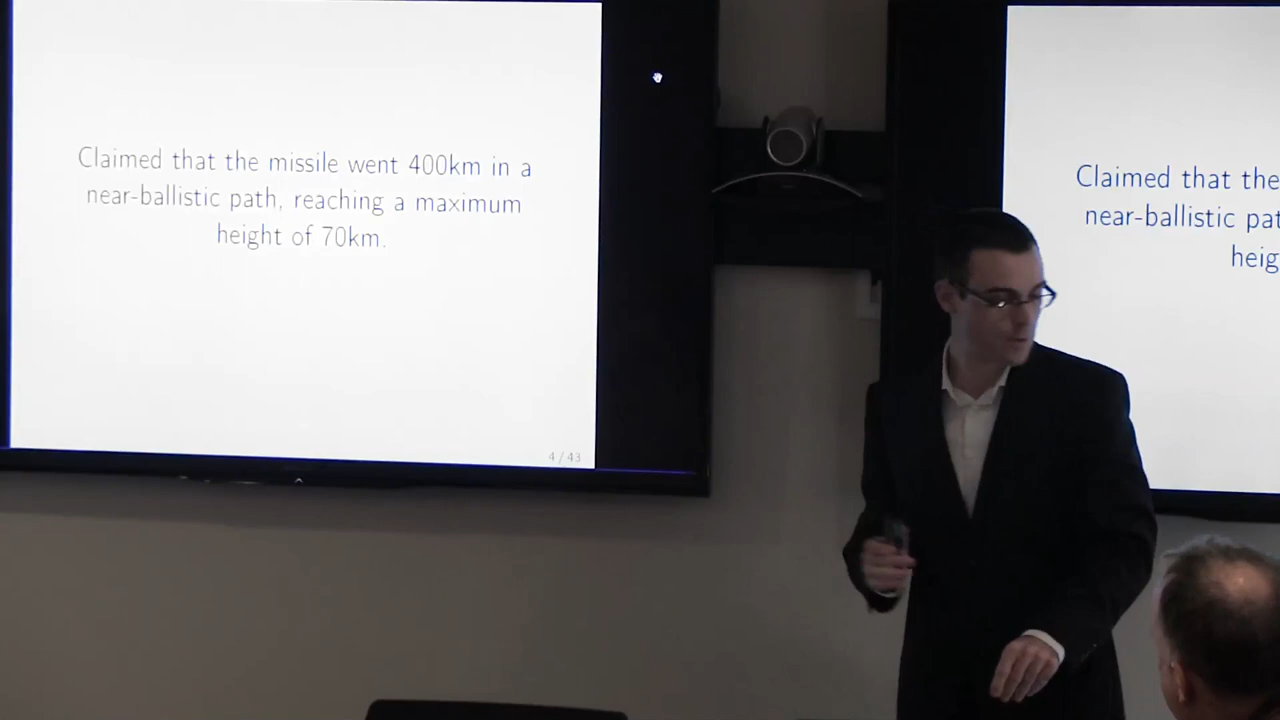 Claimed that the missile went 400km in a
near-ballistic path, reaching a maximum
height of 70km.
4 / 43
Claimed that the
near-ballistic pat
heig